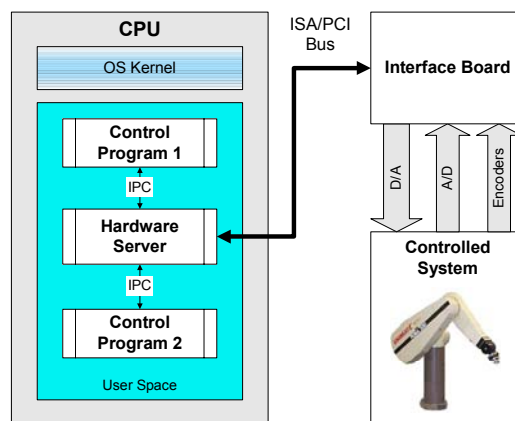 CPU
OS Kernel
Control
Program 1
IPC
Hardware
Server
IPC
Control
Program 2
User Space
ISA/PCI
Bus
Interface Board
D/A
A/D
Encoders
Controlled
System